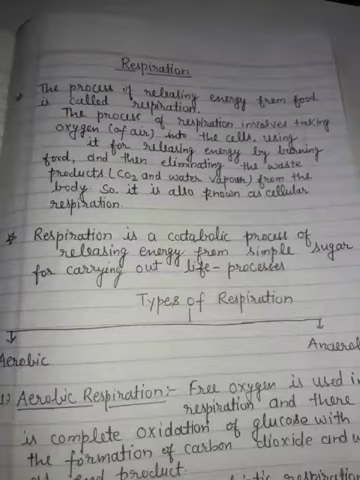 Respiration
* The process of releasing energy from food
is called respiration.
The process of respiration involves taking
oxygen (of air) into the cells, using
it for releasing energy by burning
food, and then eliminating the waste
products (CO2 and water vapour) from the
body. So, it is also known as cellular
respiration.
* Respiration is a catabolic process of
releasing energy from simple sugar
for carrying out life-processes
Types of Respiration
Aerobic Anaerob
1) Aerobic Respiration:- Free oxygen is used in
respiration and there
is complete oxidation of glucose with
the formation of carbon dioxide and w
end product.
respiration